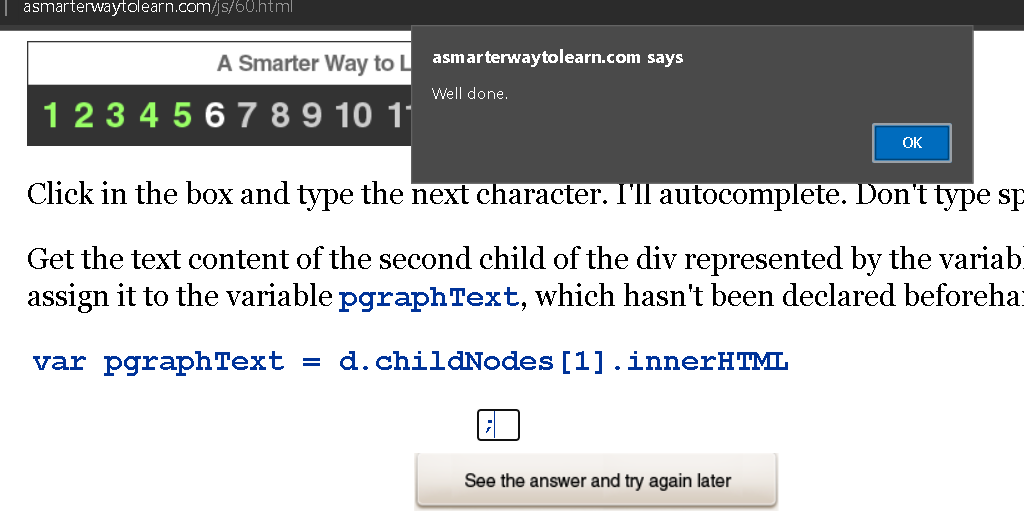 asmarterwaytolearn.com/js/60.html
A Smarter Way to L
asmarterwaytolearn.com says
Well done.
OK
1 2 3 4 5 6 7 8 9 10 11
Click in the box and type the next character. I'll autocomplete. Don't type sp
Get the text content of the second child of the div represented by the variabl
assign it to the variable pgraphText, which hasn't been declared beforeha
var pgraphText = d.childNodes[1].innerHTML
;
See the answer and try again later